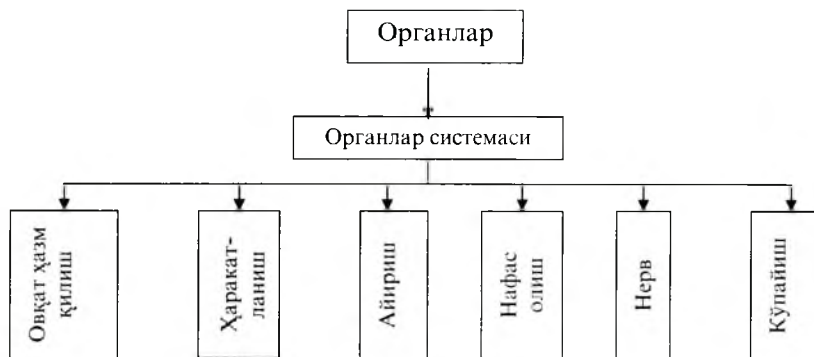 Органлар
Органлар системаси
Овқат ҳазм
қилиш
Ҳаракат-
ланиш
Айириш
Нафас
олиш
Нерв
Кўпайиш